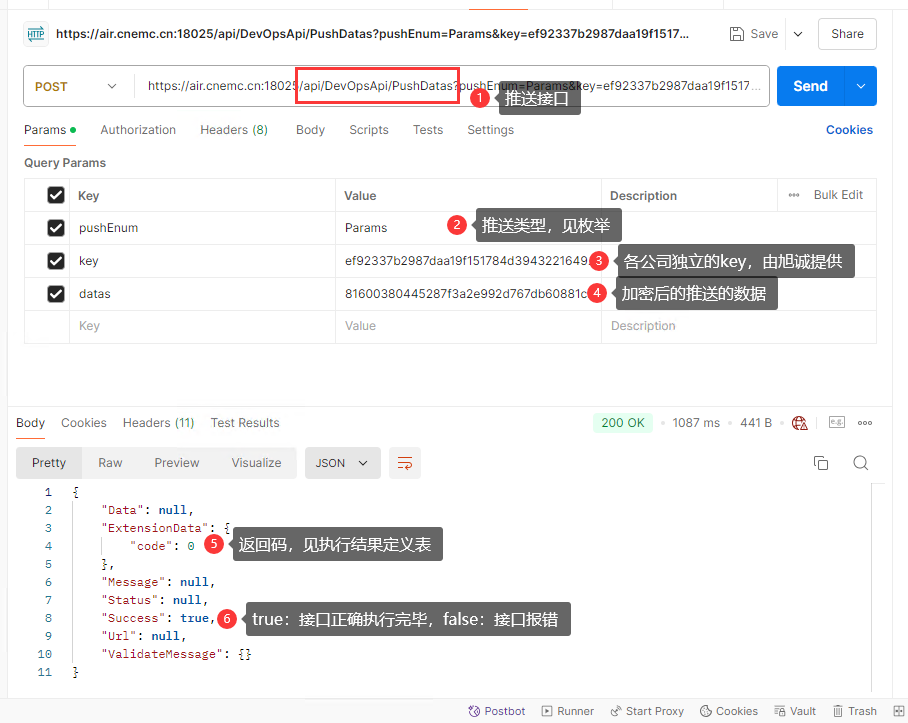 HTTP https://air.cnemc.cn:18025/api/DevOpsApi/PushDatas?pushEnum=Params&key=ef92337b2987daa19f1517... Save Share
POST https://air.cnemc.cn:18025/api/DevOpsApi/PushDatas?pushEnum=Params&key=ef92337b2987daa19f1517... Send
1 推送接口
Params Authorization Headers (8) Body Scripts Tests Settings Cookies
Query Params
Key Value Description Bulk Edit
pushEnum Params 2 推送类型，见枚举
key ef92337b2987daa19f151784d3943221649 3 各公司独立的key，由旭诚提供
datas 81600380445287f3a2e992d767db60881c 4 加密后的推送的数据
Key Value Description
Body Cookies Headers (11) Test Results 200 OK 1087 ms 441 B e.g.
Pretty Raw Preview Visualize JSON
1 {
2 "Data": null,
3 "ExtensionData": {
4 "code": 0 5 返回码，见执行结果定义表
5 },
6 "Message": null,
7 "Status": null,
8 "Success": true, 6 true：接口正确执行完毕，false：接口报错
9 "Url": null,
10 "ValidateMessage": {}
11 }
Postbot Runner Start Proxy Cookies Vault Trash